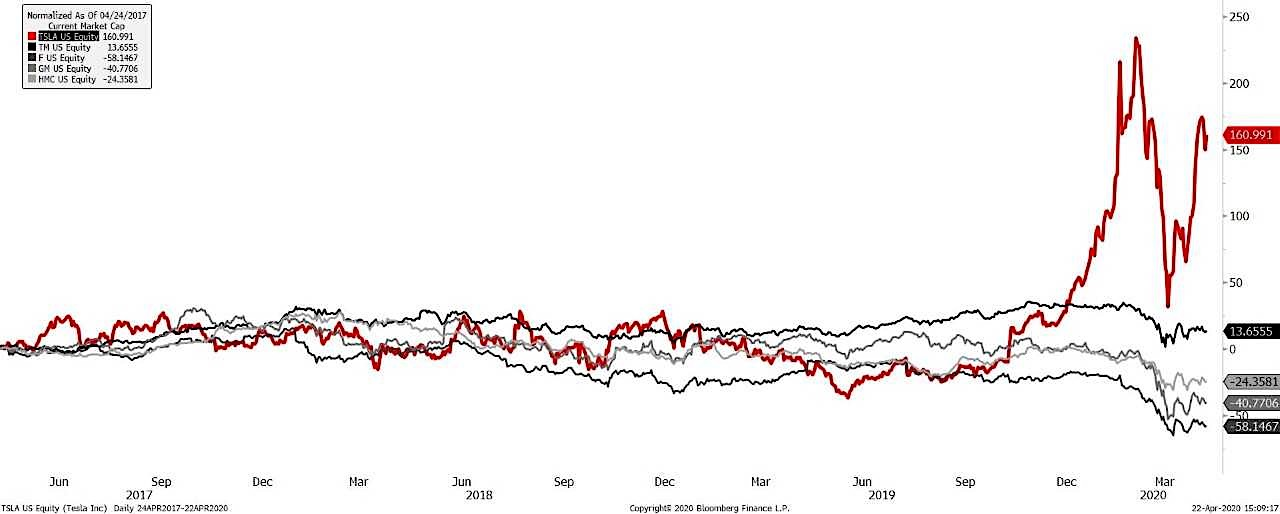 Normalized As Of 04/24/2017
Current Market Cap
TSLA US Equity 160.991
TM US Equity 13.6555
F US Equity -58.1467
GM US Equity -40.7706
HMC US Equity -24.3581
250
200
160.991
150
100
50
13.6555
0
-24.3581
-40.7706
-50
-58.1467
Jun Sep Dec Mar Jun Sep Dec Mar Jun Sep Dec Mar
2017 2018 2019 2020
TSLA US Equity (Tesla Inc) Daily 24APR2017-22APR2020 Copyright© 2020 Bloomberg Finance L.P. 22-Apr-2020 15:09:17